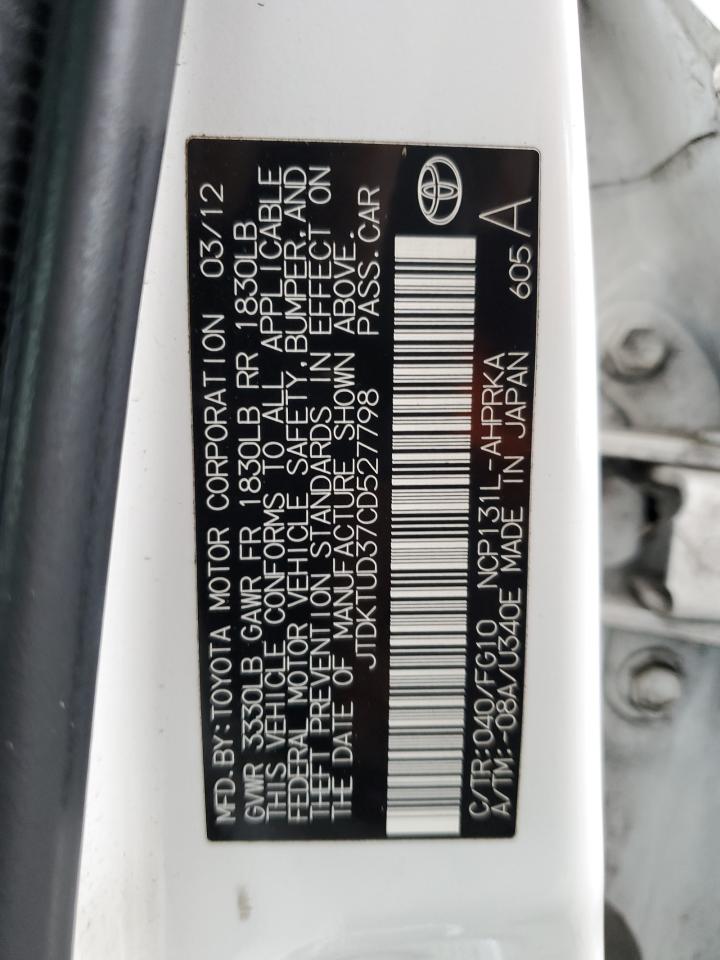 MFD. BY: TOYOTA MOTOR CORPORATION 03/12
GVWR 3330LB GAWR FR 1830LB RR 1830LB
THIS VEHICLE CONFORMS TO ALL APPLICABLE
FEDERAL MOTOR VEHICLE SAFETY, BUMPER, AND
THEFT PREVENTION STANDARDS IN EFFECT ON
THE DATE OF MANUFACTURE SHOWN ABOVE.
JTDKTUD37CD527798 PASS. CAR
C/TR: 040/FG10 NCP131L-AHPRKA 605 A
A/TM: -08A/U340E MADE IN JAPAN